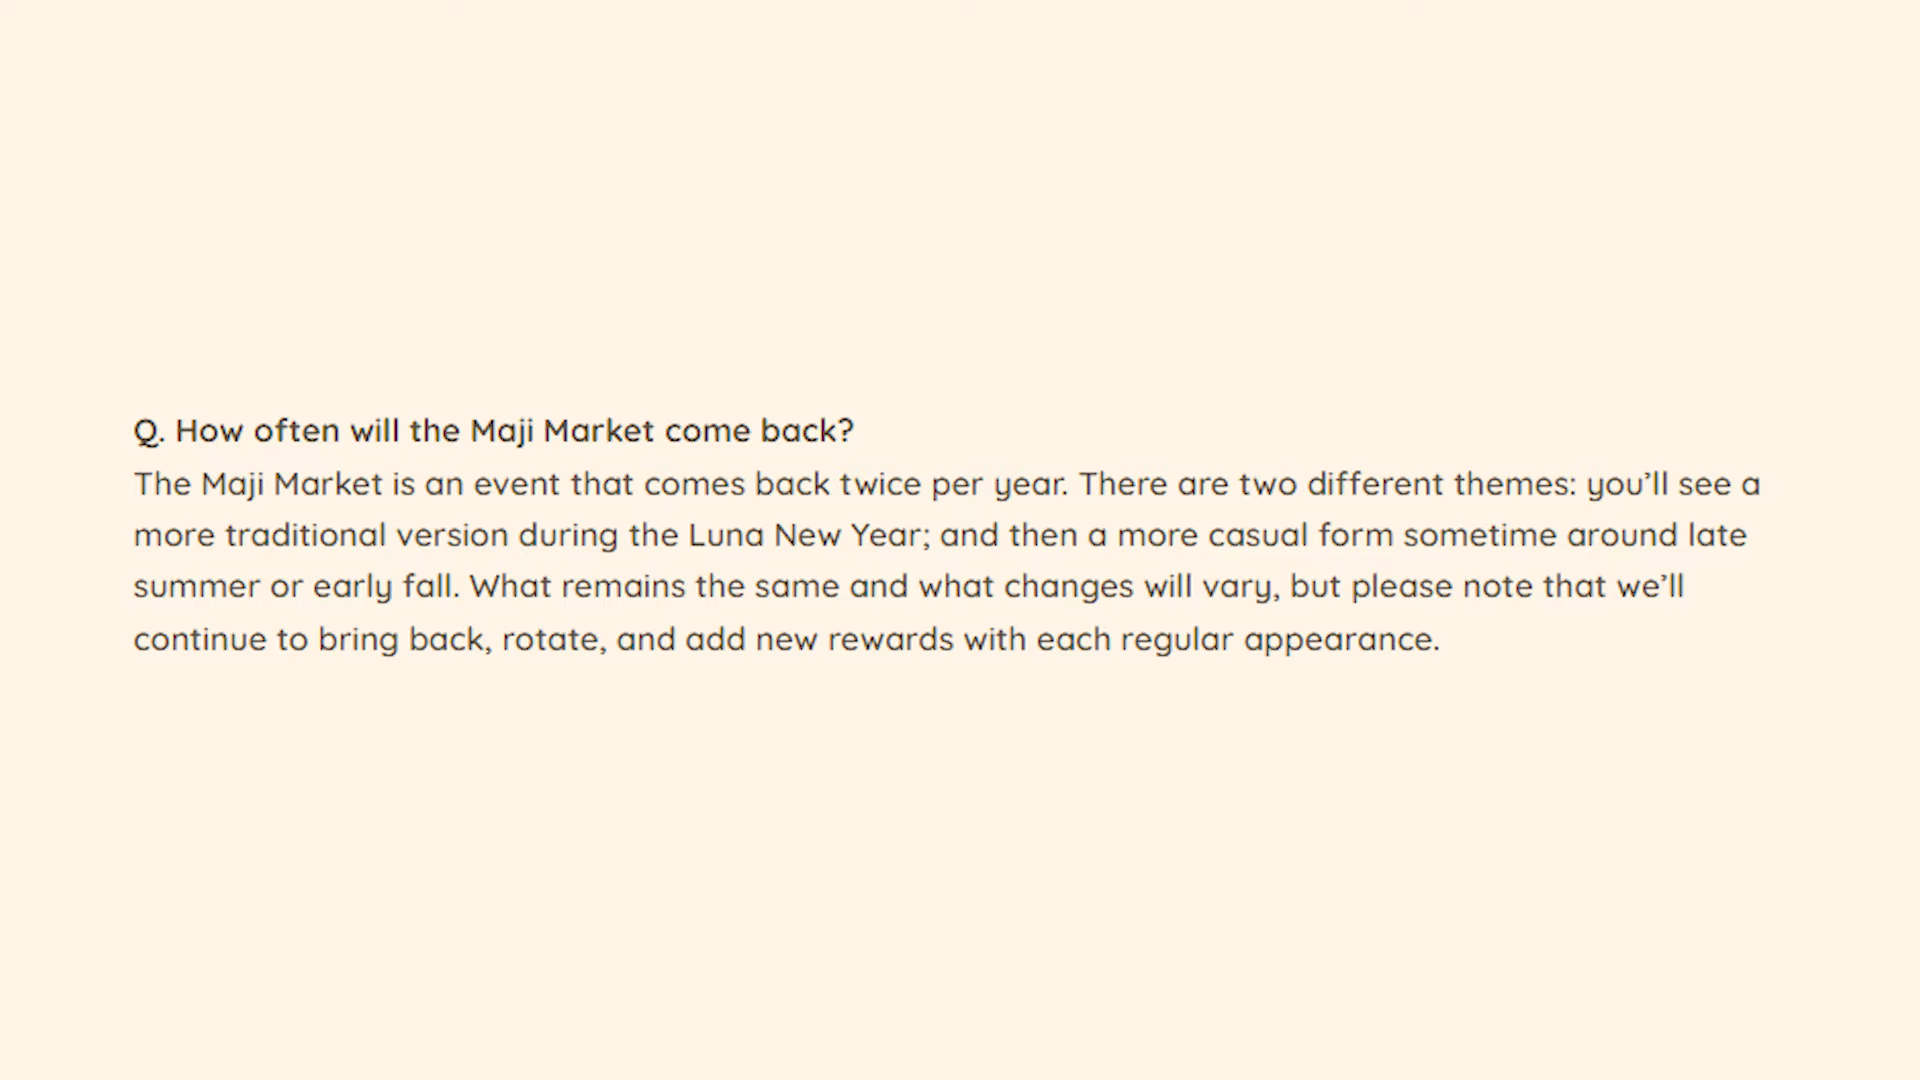 Q. How often will the Maji Market come back?
The Maji Market is an event that comes back twice per year. There are two different themes: you’ll see a
more traditional version during the Luna New Year; and then a more casual form sometime around late
summer or early fall. What remains the same and what changes will vary, but please note that we’ll
continue to bring back, rotate, and add new rewards with each regular appearance.